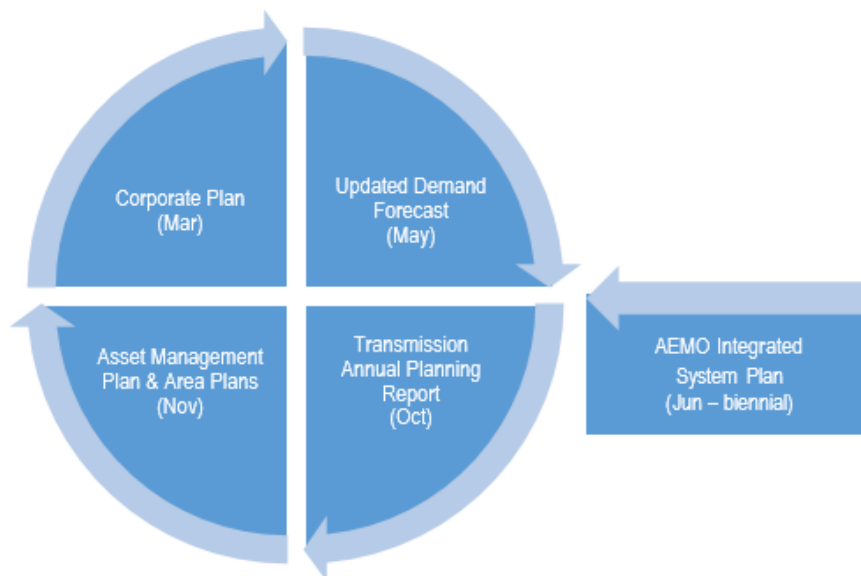 Corporate Plan
(Mar)
Updated Demand
Forecast
(May)
Asset Management
Plan & Area Plans
(Nov)
Transmission
Annual Planning
Report
(Oct)
AEMO Integrated
System Plan
(Jun – biennial)